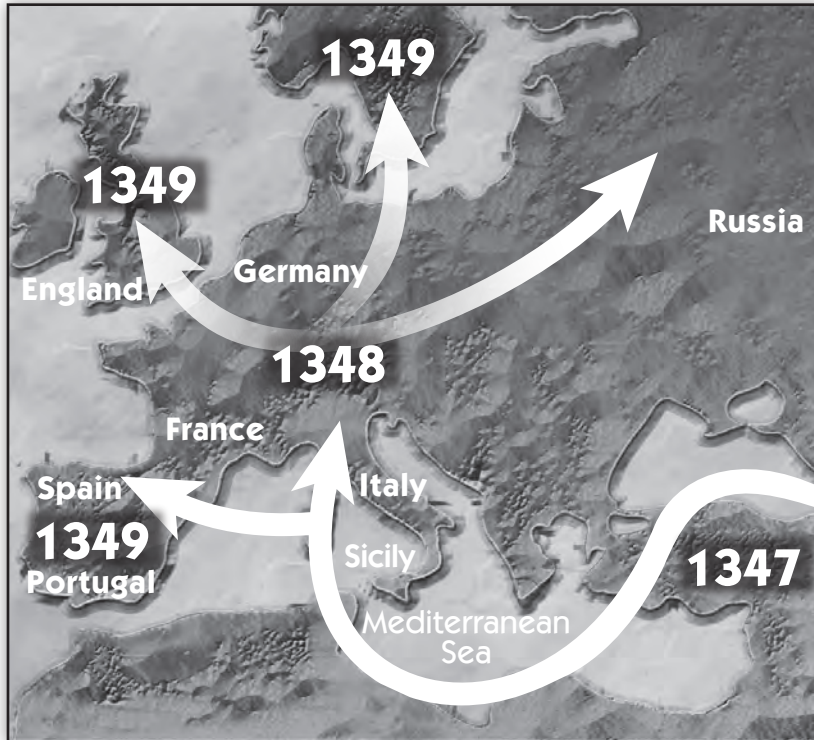 1349
1349
Russia
Germany
England
1348
France
Italy
Spain
1349
Portugal
Sicily
1347
Mediterranean
Sea